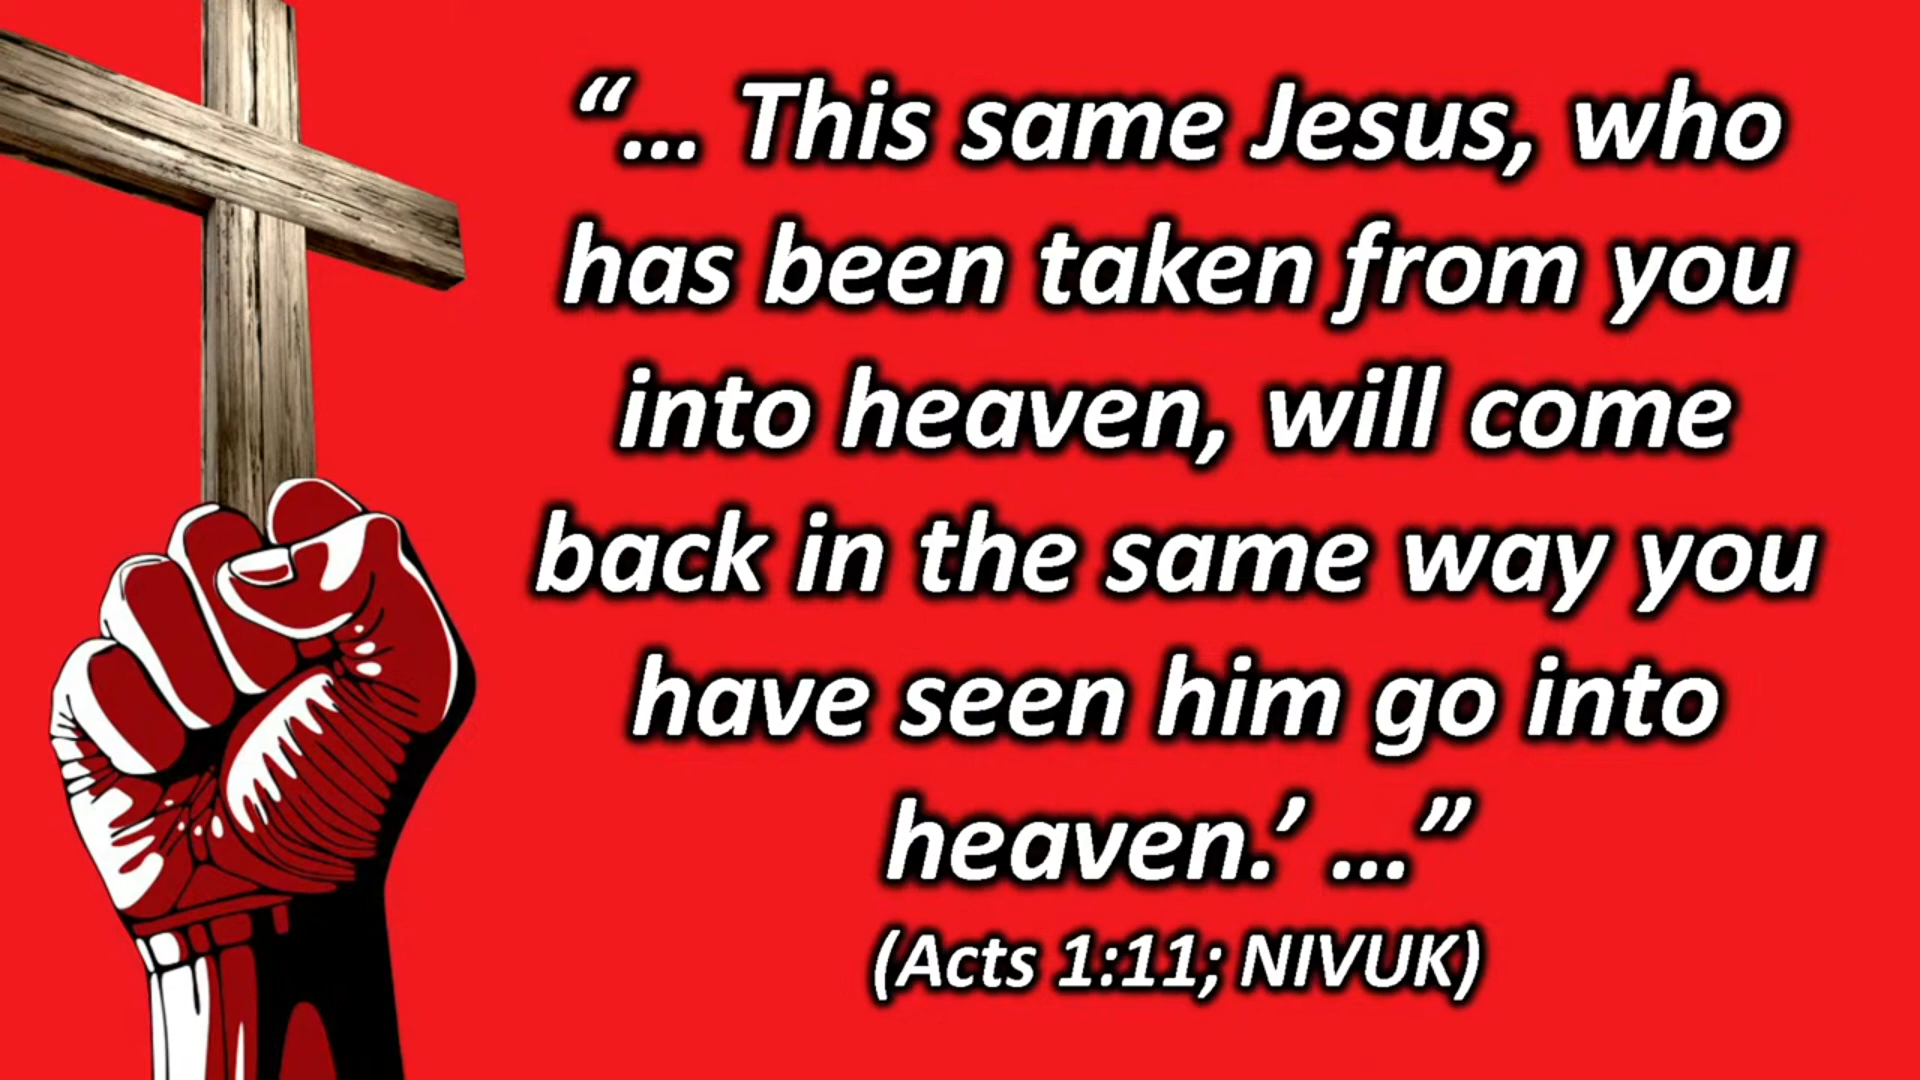 “... This same Jesus, who
has been taken from you
into heaven, will come
back in the same way you
have seen him go into
heaven.’ ...”
(Acts 1:11; NIVUK)